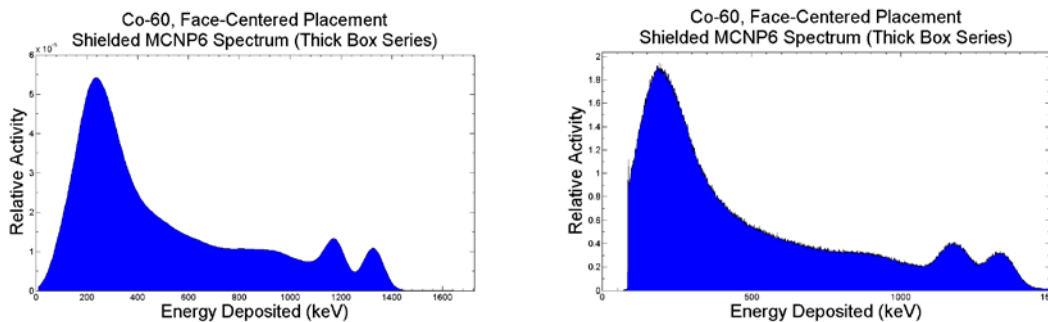 Co-60, Face-Centered Placement
Shielded MCNP6 Spectrum (Thick Box Series)
6
5
4
3
2
1
0
Relative Activity
0 200 400 600 800 1000 1200 1400 1600
Energy Deposited (keV)
Co-60, Face-Centered Placement
Shielded MCNP6 Spectrum (Thick Box Series)
2
1.8
1.6
1.4
1.2
1
0.8
0.6
0.4
0.2
0
Relative Activity
0 500 1000
Energy Deposited (keV)